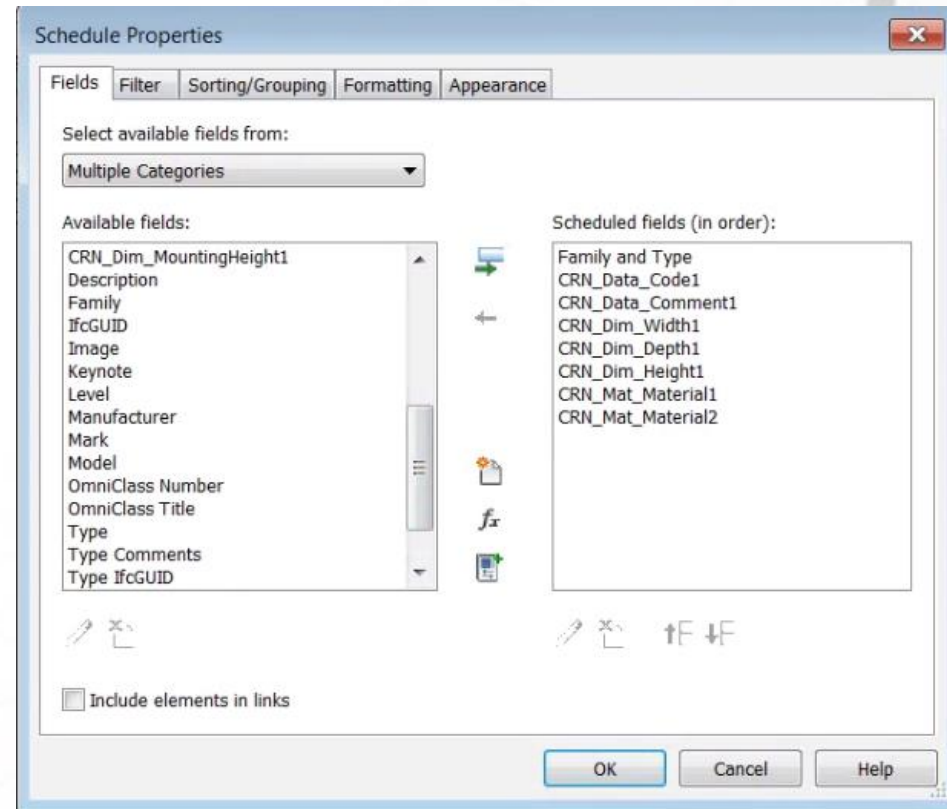 Schedule Properties
Fields Filter Sorting/Grouping Formatting Appearance
Select available fields from:
Multiple Categories
Available fields:
CRN_Dim_MountingHeight1
Description
Family
IfcGUID
Image
Keynote
Level
Manufacturer
Mark
Model
OmniClass Number
OmniClass Title
Type
Type Comments
Type IfcGUID
fx
Scheduled fields (in order):
Family and Type
CRN_Data_Code1
CRN_Data_Comment1
CRN_Dim_Width1
CRN_Dim_Depth1
CRN_Dim_Height1
CRN_Mat_Material1
CRN_Mat_Material2
Include elements in links
OK Cancel Help